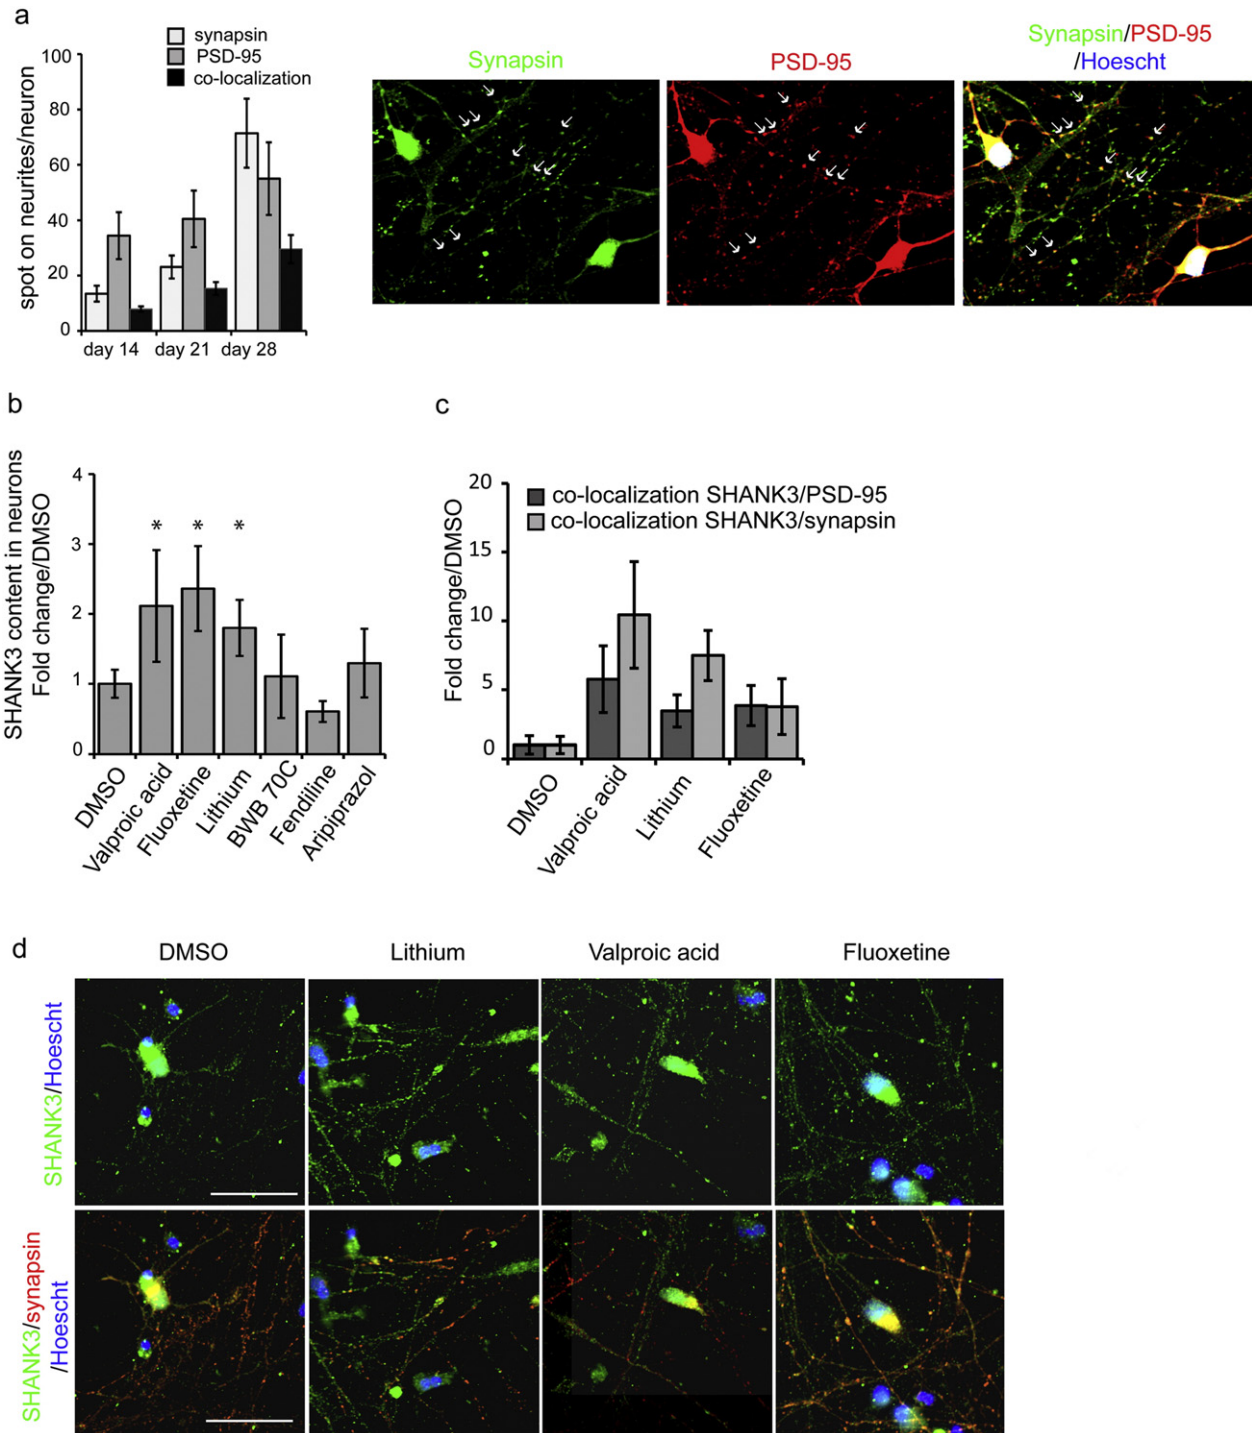 a
synapsin
PSD-95
co-localization
spot on neurites/neuron
100
80
60
40
20
0
day 14 day 21 day 28
Synapsin
PSD-95
Synapsin/PSD-95
/Hoescht
b
SHANK3 content in neurons
Fold change/DMSO
4
3
2
1
0
* * *
DMSO
Valproic acid
Fluoxetine
Lithium
BWB 70C
Fendiline
Aripiprazol
c
Fold change/DMSO
20
15
10
5
0
co-localization SHANK3/PSD-95
co-localization SHANK3/synapsin
DMSO
Valproic acid
Lithium
Fluoxetine
d
DMSO Lithium Valproic acid Fluoxetine
SHANK3/Hoescht
SHANK3/synapsin
/Hoescht